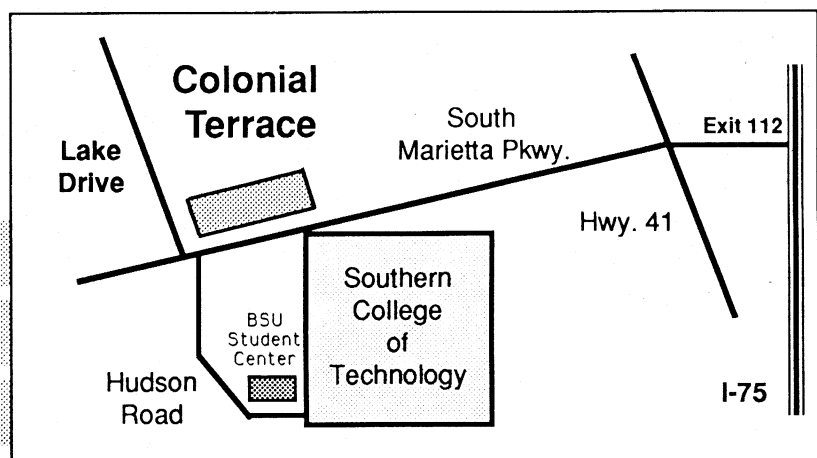 Colonial
Terrace
Lake
Drive
South
Marietta Pkwy.
Exit 112
Hwy. 41
Southern
College
of
Technology
BSU
Student
Center
Hudson
Road
I-75